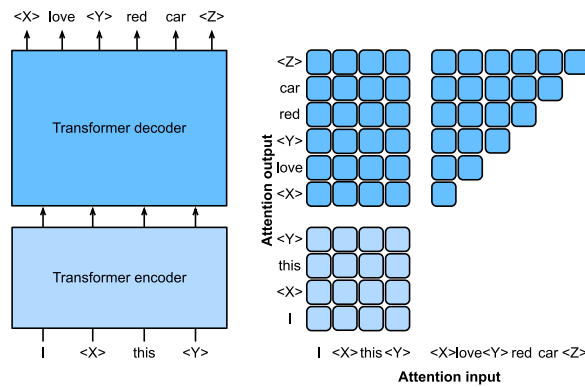 <X> love <Y> red car <Z>
Transformer decoder
Transformer encoder
I <X> this <Y>
Attention output
<Z>
car
red
<Y>
love
<X>
<Y>
this
<X>
I
I <X> this <Y> <X> love <Y> red car <Z>
Attention input